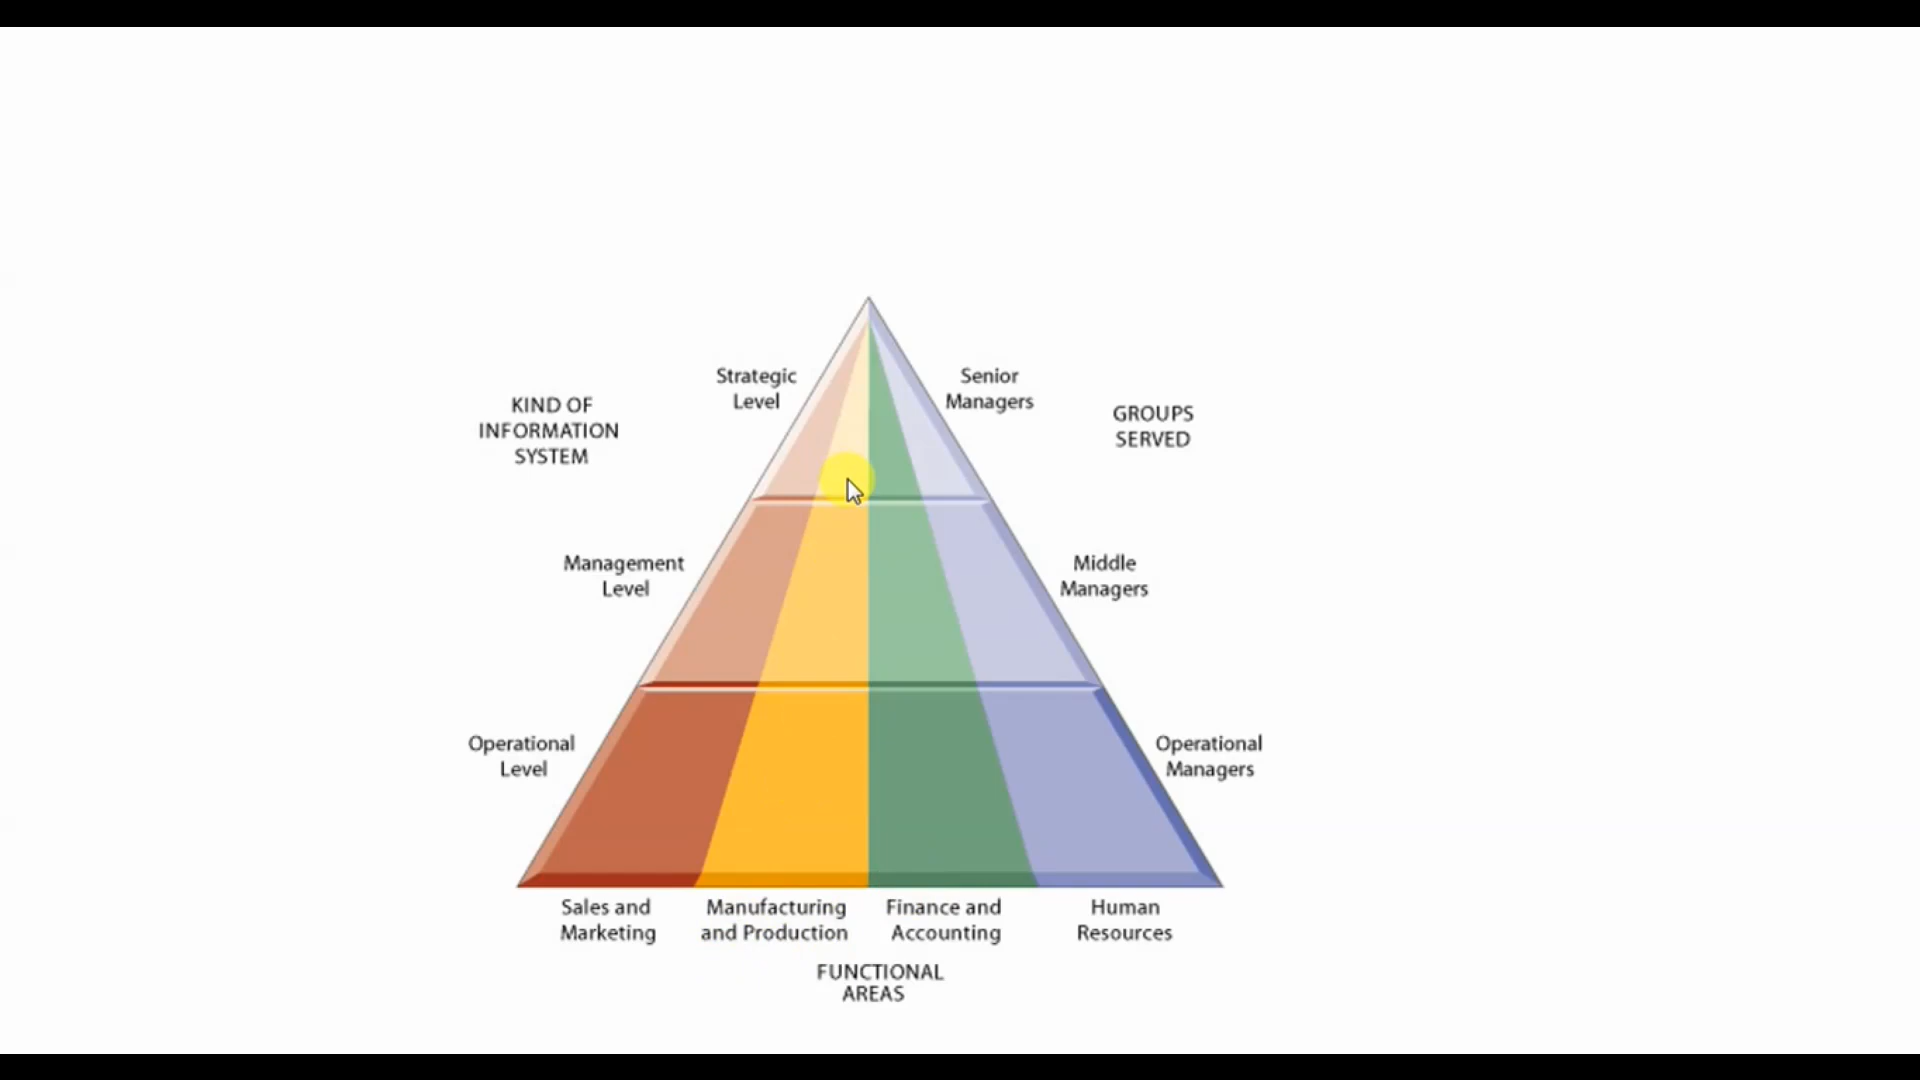 Strategic
Level
Senior
Managers
KIND OF
INFORMATION
SYSTEM
GROUPS
SERVED
Management
Level
Middle
Managers
Operational
Level
Operational
Managers
Sales and
Marketing
Manufacturing
and Production
Finance and
Accounting
Human
Resources
FUNCTIONAL
AREAS